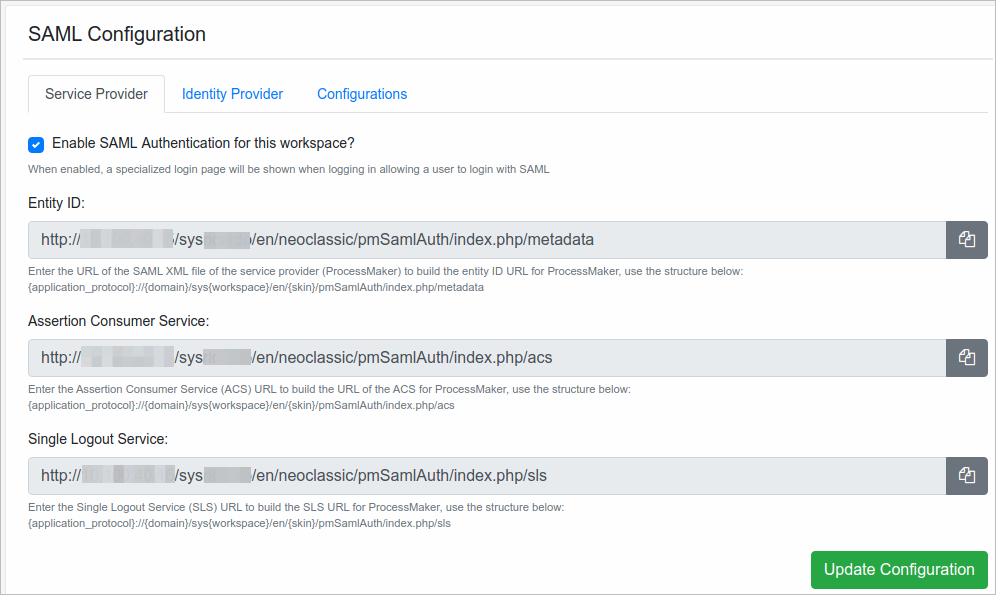 SAML Configuration
Service Provider Identity Provider Configurations
Enable SAML Authentication for this workspace?
When enabled, a specialized login page will be shown when logging in allowing a user to login with SAML
Entity ID:
http:// /sys /en/neoclassic/pmSamlAuth/index.php/metadata
Enter the URL of the SAML XML file of the service provider (ProcessMaker) to build the entity ID URL for ProcessMaker, use the structure below:
{application_protocol}://{domain}/sys{workspace}/en/{skin}/pmSamlAuth/index.php/metadata
Assertion Consumer Service:
http:// /sys /en/neoclassic/pmSamlAuth/index.php/acs
Enter the Assertion Consumer Service (ACS) URL to build the URL of the ACS for ProcessMaker, use the structure below:
{application_protocol}://{domain}/sys{workspace}/en/{skin}/pmSamlAuth/index.php/acs
Single Logout Service:
http:// /sys /en/neoclassic/pmSamlAuth/index.php/sls
Enter the Single Logout Service (SLS) URL to build the SLS URL for ProcessMaker, use the structure below:
{application_protocol}://{domain}/sys{workspace}/en/{skin}/pmSamlAuth/index.php/sls
Update Configuration